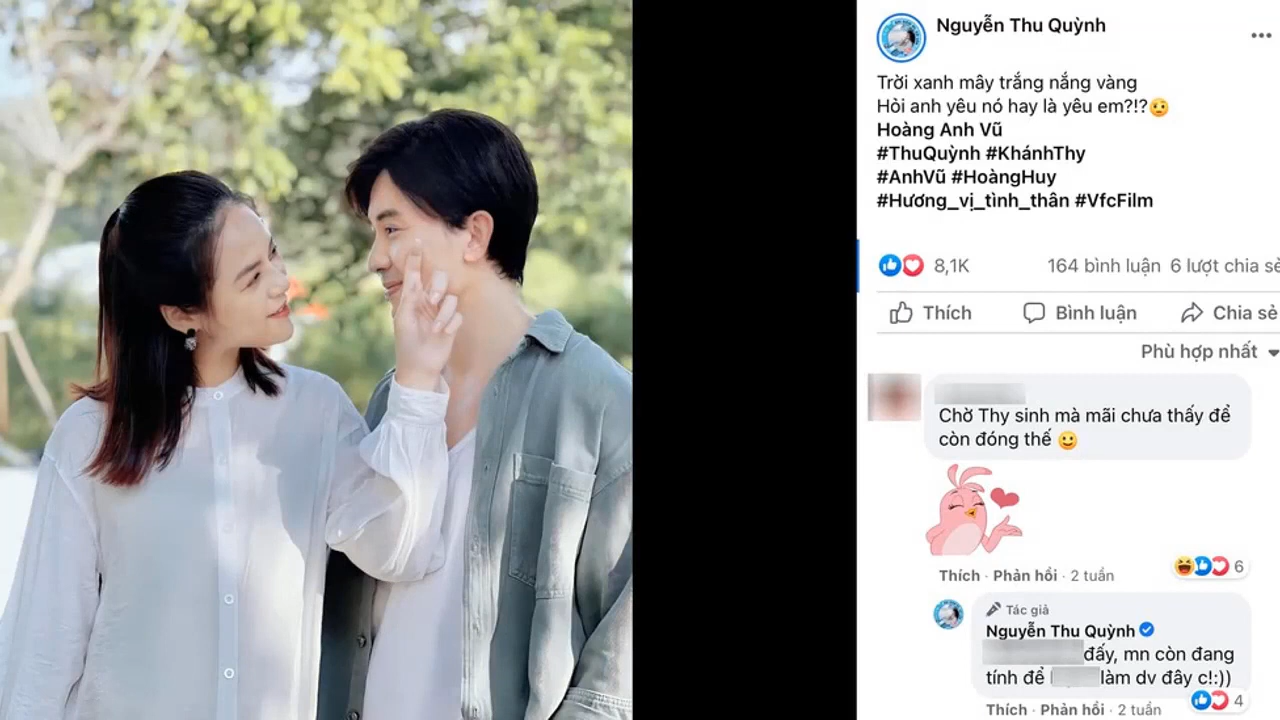 Nguyễn Thu Quỳnh
Trời xanh mây trắng nắng vàng
Hỏi anh yêu nó hay là yêu em?!?
Hoàng Anh Vũ
#ThuQuỳnh #KhánhThy
#AnhVũ #HoàngHuy
#Hương_vị_tình_thân #VfcFilm
8,1K 164 bình luận 6 lượt chia sẻ
Thích Bình luận Chia sẻ
Phù hợp nhất
Chờ Thy sinh mà mãi chưa thấy để
còn đóng thế
Thích · Phản hồi · 2 tuần 6
Tác giả
Nguyễn Thu Quỳnh
đấy, mn còn đang
tính để làm dv đây c!:))
Thích · Phản hồi · 2 tuần 4